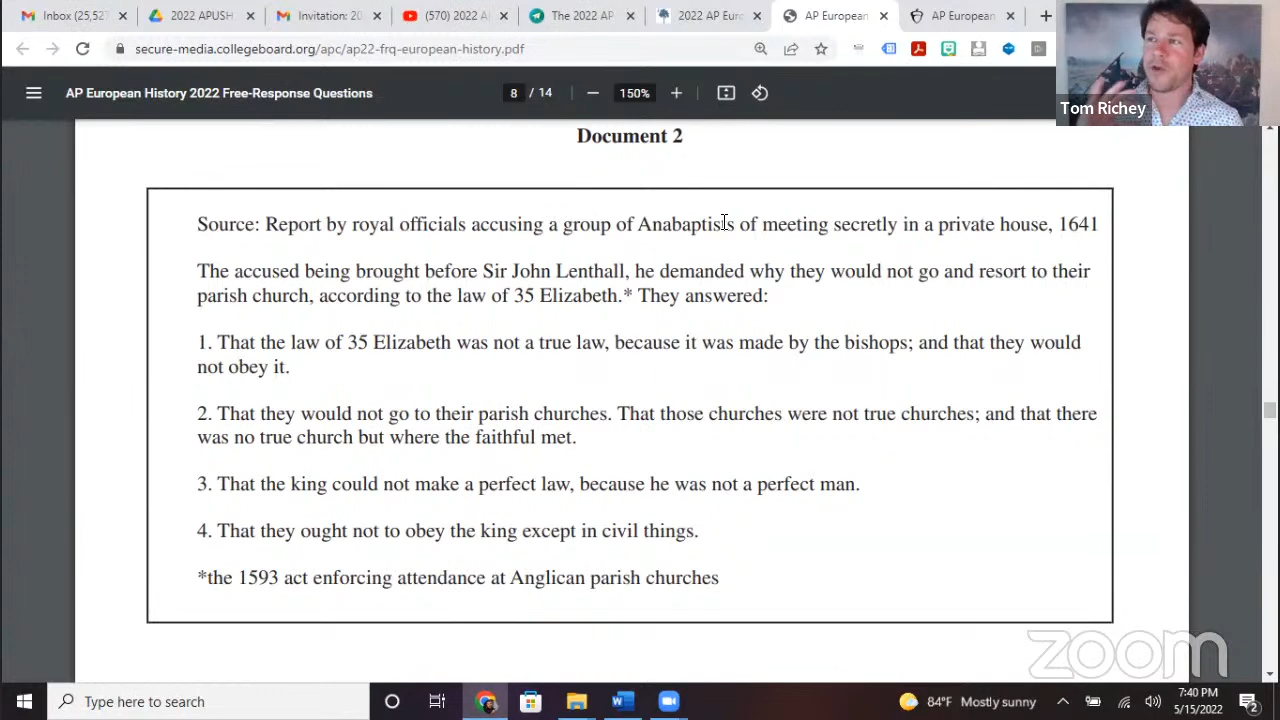 Inbox (25,52
2022 APUSH
Invitation: 20
(570) 2022 A
The 2022 AP
2022 AP Euro
AP European
AP European
secure-media.collegeboard.org/apc/ap22-frq-european-history.pdf
AP European History 2022 Free-Response Questions
8 / 14
150%
Tom Richey
Document 2
Source: Report by royal officials accusing a group of Anabaptists of meeting secretly in a private house, 1641
The accused being brought before Sir John Lenthall, he demanded why they would not go and resort to their
parish church, according to the law of 35 Elizabeth.* They answered:
1. That the law of 35 Elizabeth was not a true law, because it was made by the bishops; and that they would
not obey it.
2. That they would not go to their parish churches. That those churches were not true churches; and that there
was no true church but where the faithful met.
3. That the king could not make a perfect law, because he was not a perfect man.
4. That they ought not to obey the king except in civil things.
*the 1593 act enforcing attendance at Anglican parish churches
zoom
Type here to search
84°F Mostly sunny
7:40 PM
5/15/2022
2